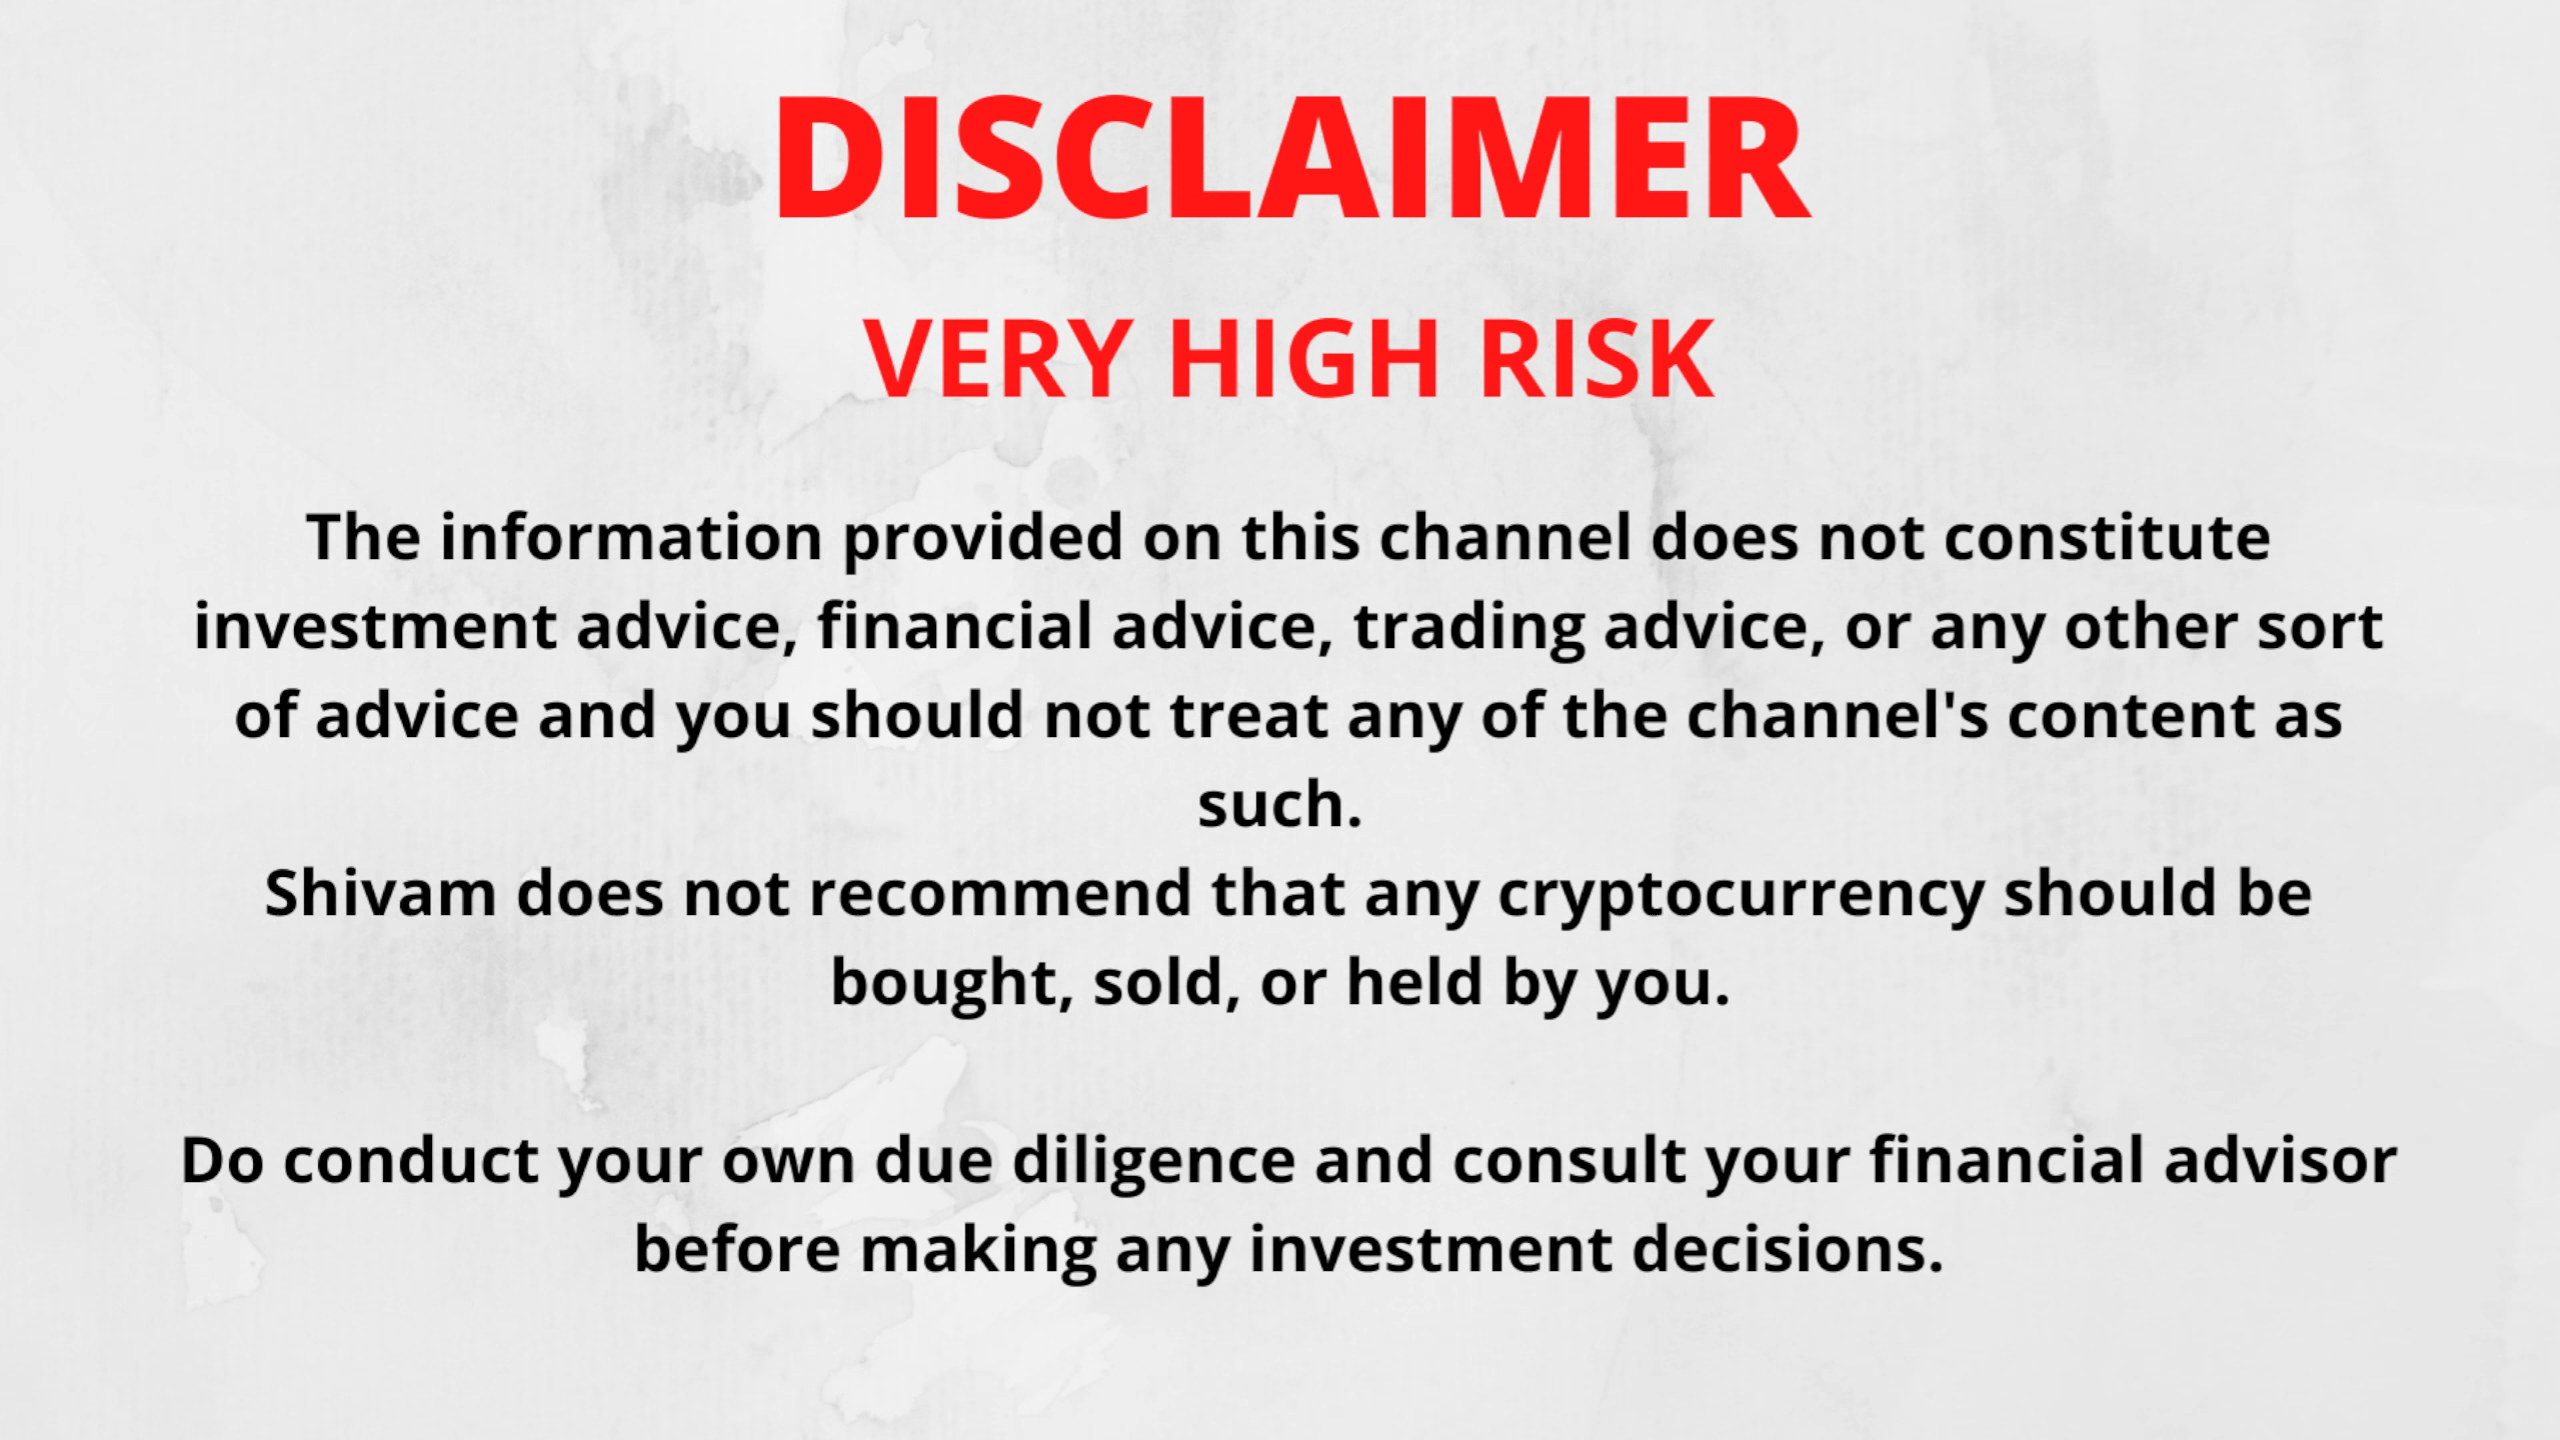 DISCLAIMER
VERY HIGH RISK
The information provided on this channel does not constitute
investment advice, financial advice, trading advice, or any other sort
of advice and you should not treat any of the channel's content as
such.
Shivam does not recommend that any cryptocurrency should be
bought, sold, or held by you.
Do conduct your own due diligence and consult your financial advisor
before making any investment decisions.